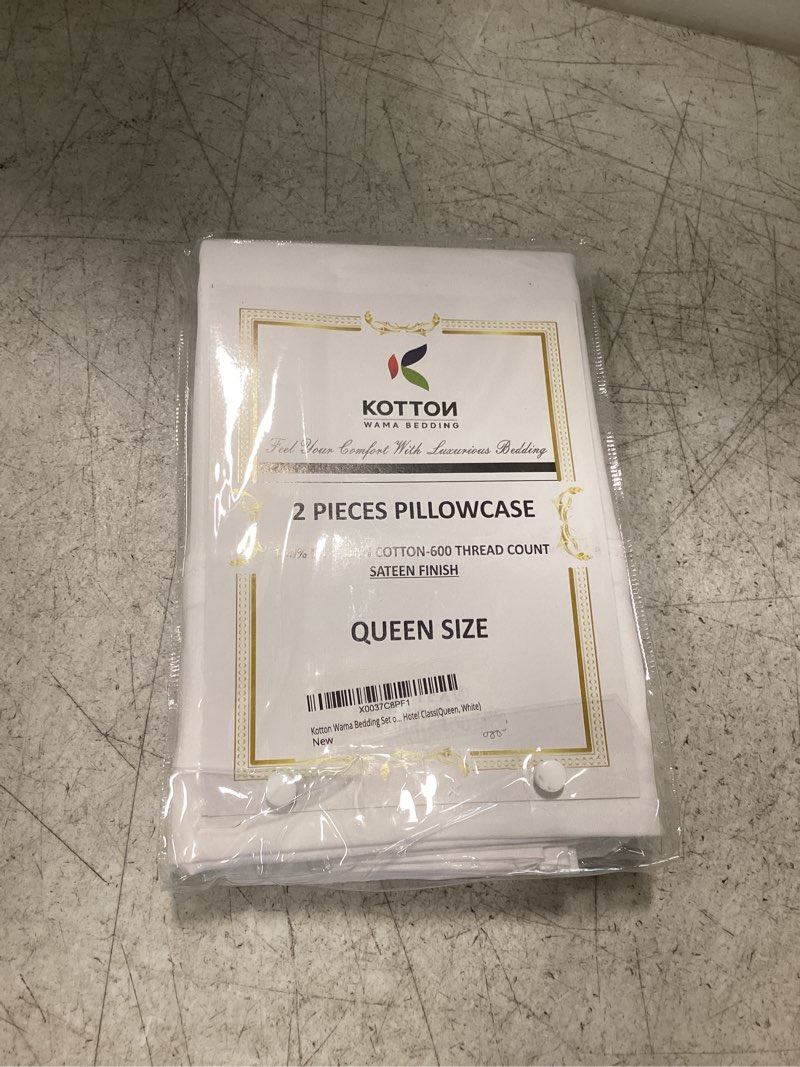 KOTTOИ
WAMA BEDDING
Feel Your Comfort With Luxurious Bedding
2 PIECES PILLOWCASE
COTTON-600 THREAD COUNT
SATEEN FINISH
QUEEN SIZE
X0037C8PF1
Kotton Wama Bedding Set o... Hotel Class(Queen, White)
New